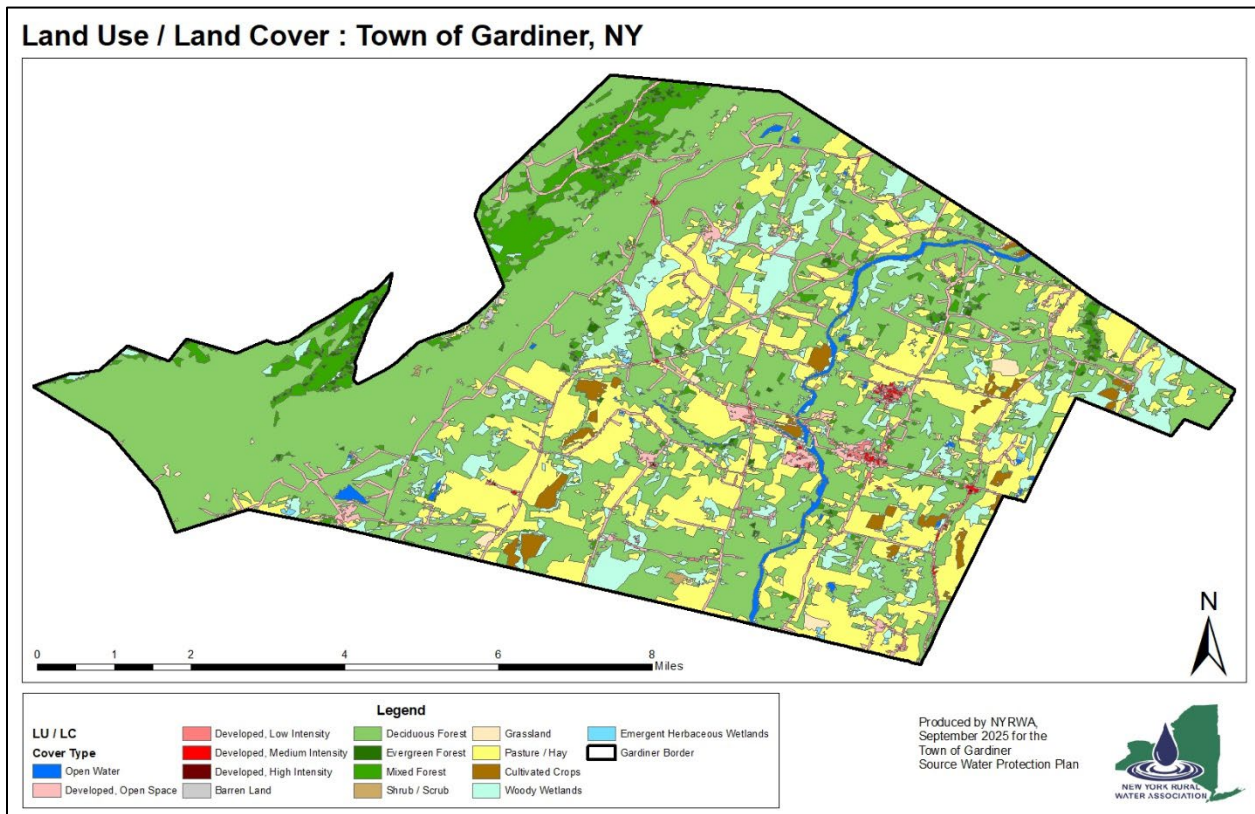 Land Use / Land Cover : Town of Gardiner, NY
N
0 1 2 4 6 8
Miles
Legend
LU / LC
Cover Type
Open Water
Developed, Open Space
Developed, Low Intensity
Developed, Medium Intensity
Developed, High Intensity
Barren Land
Deciduous Forest
Evergreen Forest
Mixed Forest
Shrub / Scrub
Grassland
Pasture / Hay
Cultivated Crops
Woody Wetlands
Emergent Herbaceous Wetlands
Gardiner Border
Produced by NYRWA,
September 2025 for the
Town of Gardiner
Source Water Protection Plan
NEW YORK RURAL
WATER ASSOCIATION